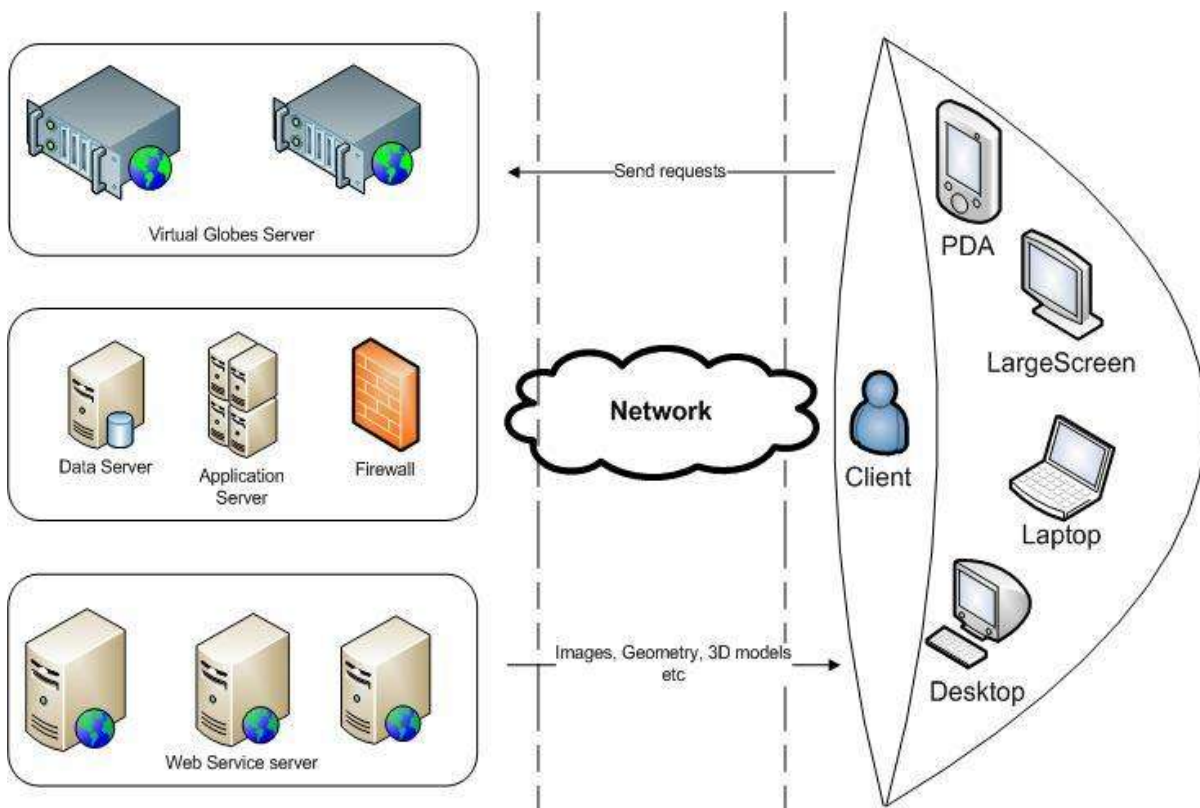 Virtual Globes Server
Data Server
Application
Server
Firewall
Web Service server
Send requests
Network
Images, Geometry, 3D models
etc
Client
PDA
LargeScreen
Laptop
Desktop